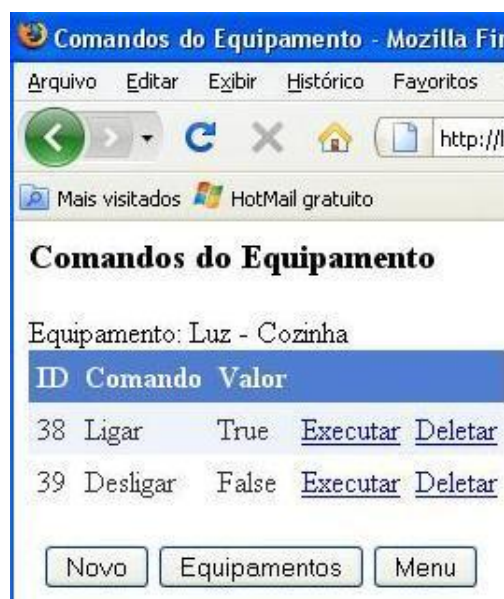 Comandos do Equipamento - Mozilla Fir
Arquivo Editar Exibir Histórico Favoritos
http://l
Mais visitados HotMail gratuito
Comandos do Equipamento
Equipamento: Luz - Cozinha
ID Comando Valor
38 Ligar True Executar Deletar
39 Desligar False Executar Deletar
Novo Equipamentos Menu